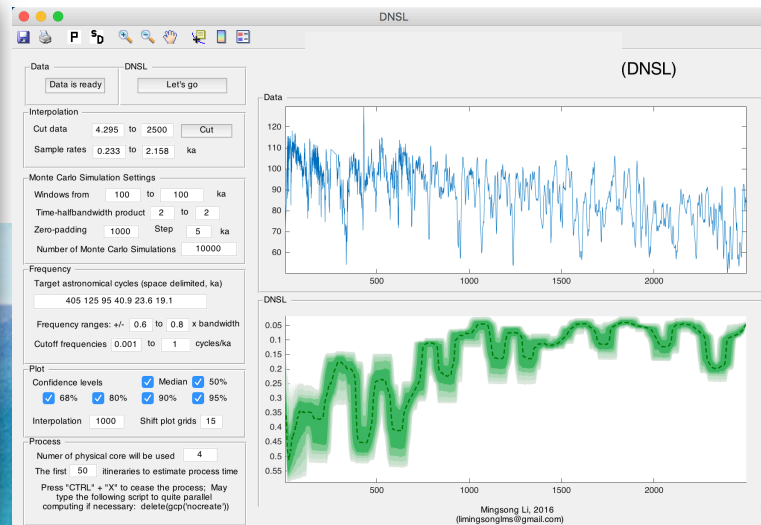 DNSL
P SD
(DNSL)
Data
DNSL
Data is ready
Let's go
Interpolation
Cut data 4.295 to 2500 Cut
Sample rates 0.233 to 2.158 ka
Monte Carlo Simulation Settings
Windows from 100 to 100 ka
Time-halfbandwidth product 2 to 2
Zero-padding 1000 Step 5 ka
Number of Monte Carlo Simulations 10000
Frequency
Target astronomical cycles (space delimited, ka)
405 125 95 40.9 23.6 19.1
Frequency ranges: +/- 0.6 to 0.8 x bandwidth
Cutoff frequencies 0.001 to 1 cycles/ka
Plot
Confidence levels Median 50%
68% 80% 90% 95%
Interpolation 1000 Shift plot grids 15
Process
Numer of physical core will be used 4
The first 50 itineraries to estimate process time
Press "CTRL" + "X" to cease the process; May
type the following script to quite parallel
computing if necessary: delete(gcp('nocreate'))
Data
120
110
100
90
80
70
60
500 1000 1500 2000
DNSL
0.05
0.1
0.15
0.2
0.25
0.3
0.35
0.4
0.45
0.5
0.55
500 1000 1500 2000
Mingsong Li, 2016
(limingsonglms@gmail.com)